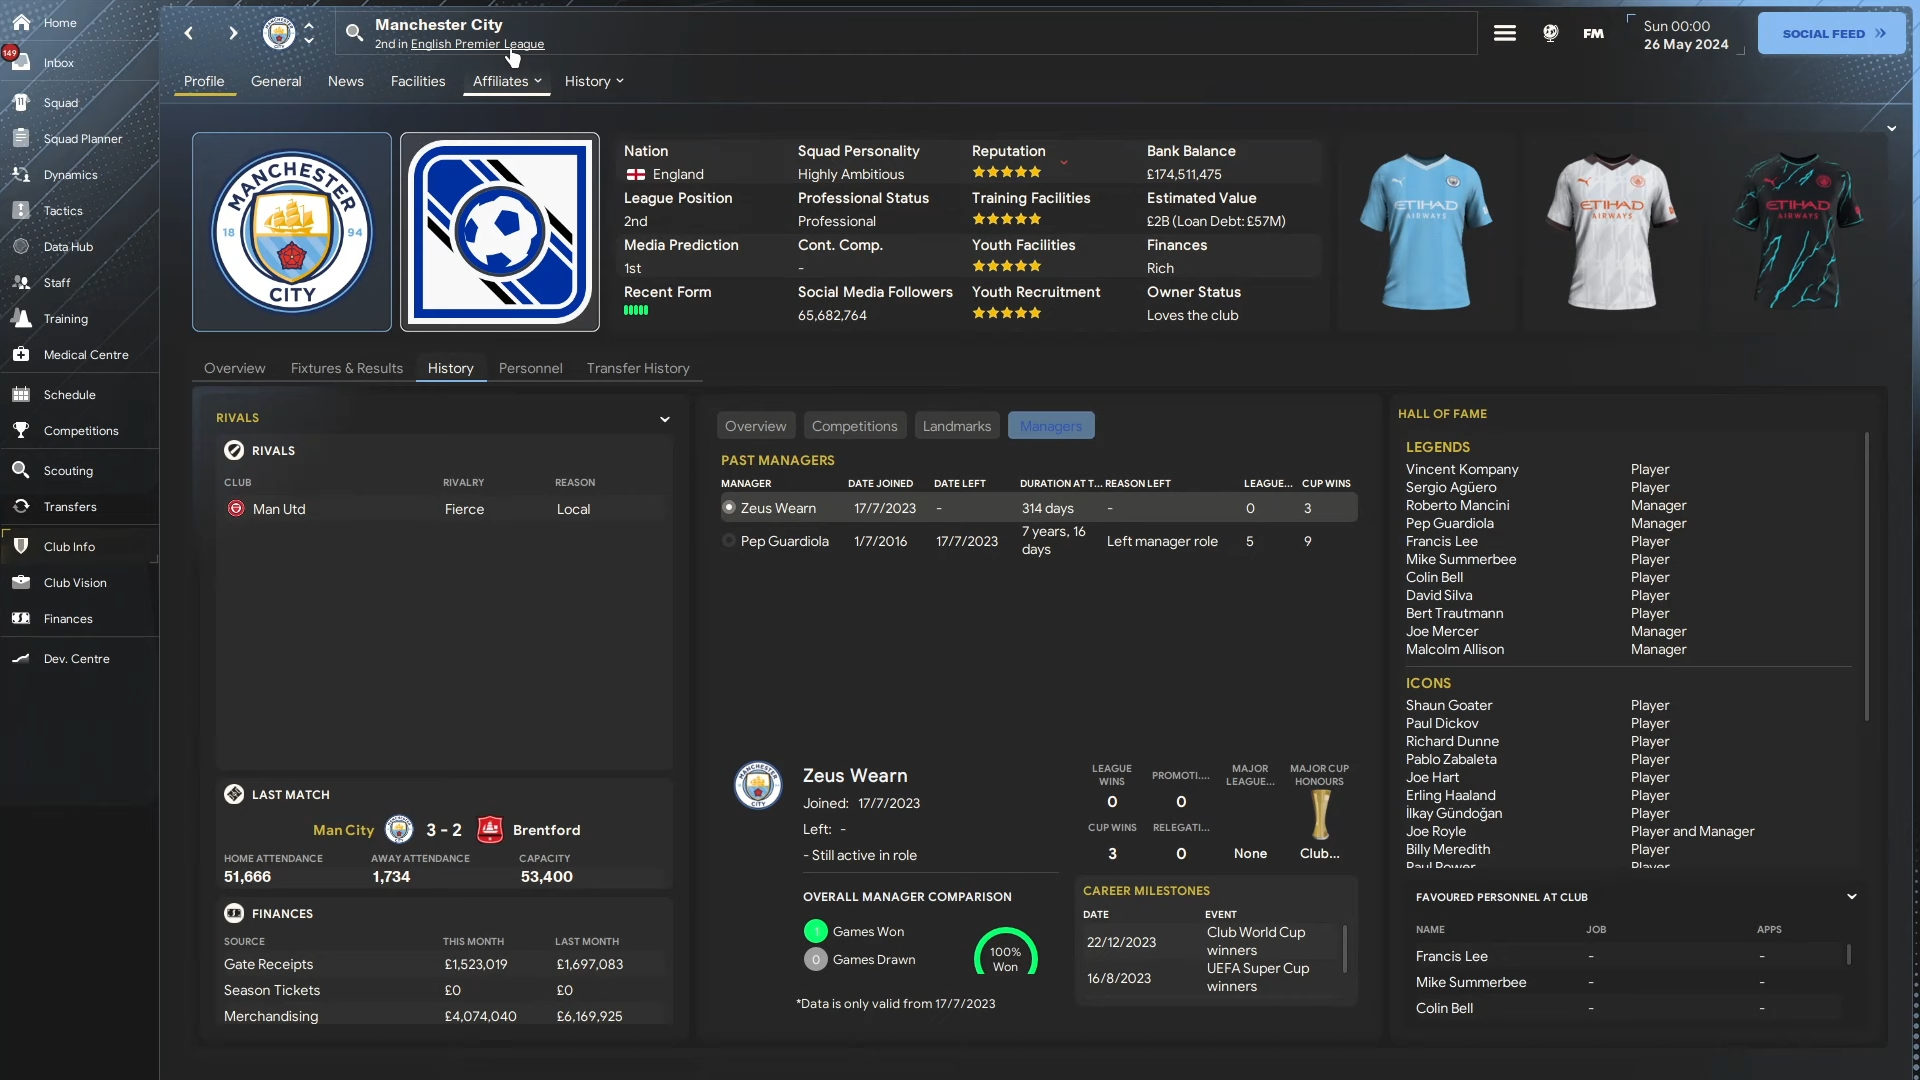 Home
149
Inbox
Squad
Squad Planner
Dynamics
Tactics
Data Hub
Staff
Training
Medical Centre
Schedule
Competitions
Scouting
Transfers
Club Info
Club Vision
Finances
Dev. Centre
Manchester City
2nd in English Premier League
FM
Sun 00:00
26 May 2024
SOCIAL FEED
Profile General News Facilities Affiliates History
MANCHESTER
18 94
CITY
Nation
England
League Position
2nd
Media Prediction
1st
Recent Form
Squad Personality
Highly Ambitious
Professional Status
Professional
Cont. Comp.
-
Social Media Followers
65,682,764
Reputation
Training Facilities
Youth Facilities
Youth Recruitment
Bank Balance
£174,511,475
Estimated Value
£2B (Loan Debt: £57M)
Finances
Rich
Owner Status
Loves the club
ETIHAD
AIRWAYS
ETIHAD
AIRWAYS
ETIHAD
AIRWAYS
Overview Fixtures & Results History Personnel Transfer History
RIVALS
RIVALS
CLUB RIVALRY REASON
Man Utd Fierce Local
LAST MATCH
Man City 3 - 2 Brentford
HOME ATTENDANCE AWAY ATTENDANCE CAPACITY
51,666 1,734 53,400
FINANCES
SOURCE THIS MONTH LAST MONTH
Gate Receipts £1,523,019 £1,697,083
Season Tickets £0 £0
Merchandising £4,074,040 £6,169,925
Overview Competitions Landmarks Managers
PAST MANAGERS
MANAGER DATE JOINED DATE LEFT DURATION AT T... REASON LEFT LEAGUE... CUP WINS
Zeus Wearn 17/7/2023 - 314 days - 0 3
Pep Guardiola 1/7/2016 17/7/2023 7 years, 16 days Left manager role 5 9
Zeus Wearn
Joined: 17/7/2023
Left: -
- Still active in role
OVERALL MANAGER COMPARISON
1 Games Won
0 Games Drawn
100%
Won
*Data is only valid from 17/7/2023
LEAGUE WINS
0
PROMOTI....
0
MAJOR LEAGUE...
None
MAJOR CUP HONOURS
Club...
CUP WINS
3
RELEGATI...
0
CAREER MILESTONES
DATE EVENT
22/12/2023 Club World Cup winners
16/8/2023 UEFA Super Cup winners
HALL OF FAME
LEGENDS
Vincent Kompany Player
Sergio Agüero Player
Roberto Mancini Manager
Pep Guardiola Manager
Francis Lee Player
Mike Summerbee Player
Colin Bell Player
David Silva Player
Bert Trautmann Player
Joe Mercer Manager
Malcolm Allison Manager
ICONS
Shaun Goater Player
Paul Dickov Player
Richard Dunne Player
Pablo Zabaleta Player
Joe Hart Player
Erling Haaland Player
İlkay Gündoğan Player
Joe Royle Player and Manager
Billy Meredith Player
Paul Power Player
FAVOURED PERSONNEL AT CLUB
NAME JOB APPS
Francis Lee - -
Mike Summerbee - -
Colin Bell - -